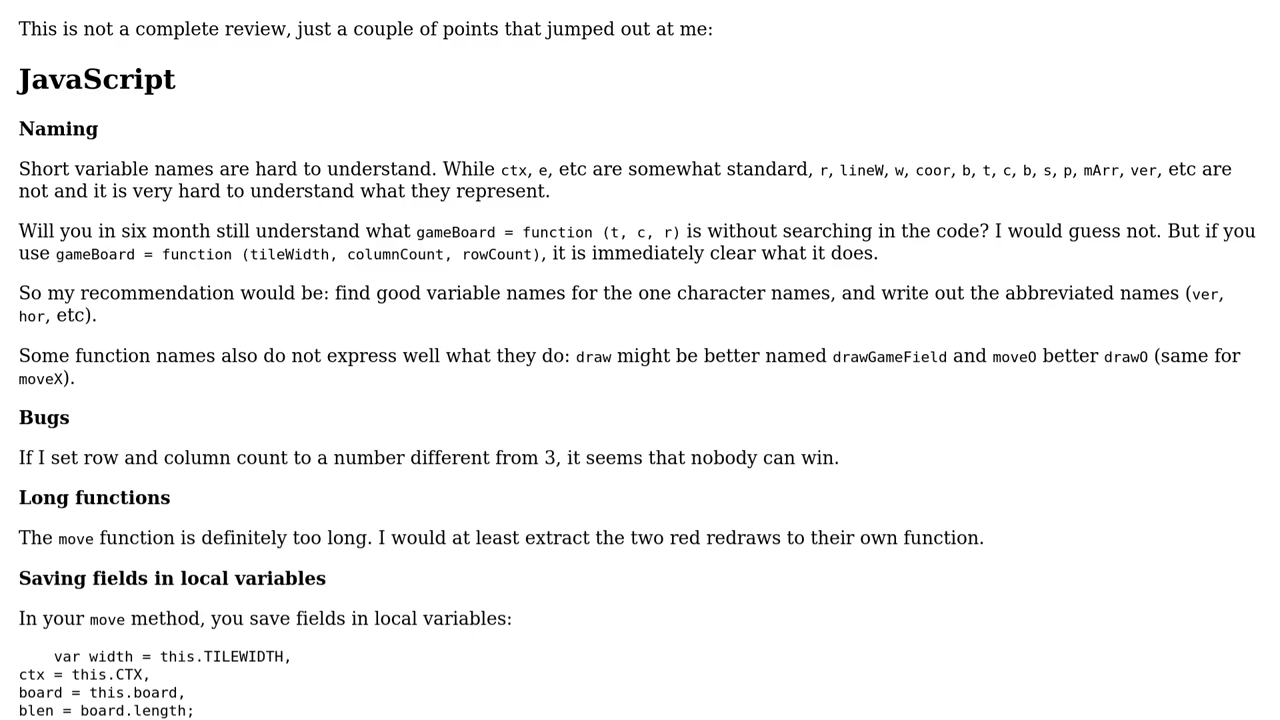 This is not a complete review, just a couple of points that jumped out at me:
JavaScript
Naming
Short variable names are hard to understand. While ctx, e, etc are somewhat standard, r, lineW, w, coor, b, t, c, b, s, p, mArr, ver, etc are
not and it is very hard to understand what they represent.
Will you in six month still understand what gameBoard = function (t, c, r) is without searching in the code? I would guess not. But if you
use gameBoard = function (tileWidth, columnCount, rowCount), it is immediately clear what it does.
So my recommendation would be: find good variable names for the one character names, and write out the abbreviated names (ver,
hor, etc).
Some function names also do not express well what they do: draw might be better named drawGameField and moveO better drawO (same for
moveX).
Bugs
If I set row and column count to a number different from 3, it seems that nobody can win.
Long functions
The move function is definitely too long. I would at least extract the two red redraws to their own function.
Saving fields in local variables
In your move method, you save fields in local variables:
    var width = this.TILEWIDTH,
ctx = this.CTX,
board = this.board,
blen = board.length;